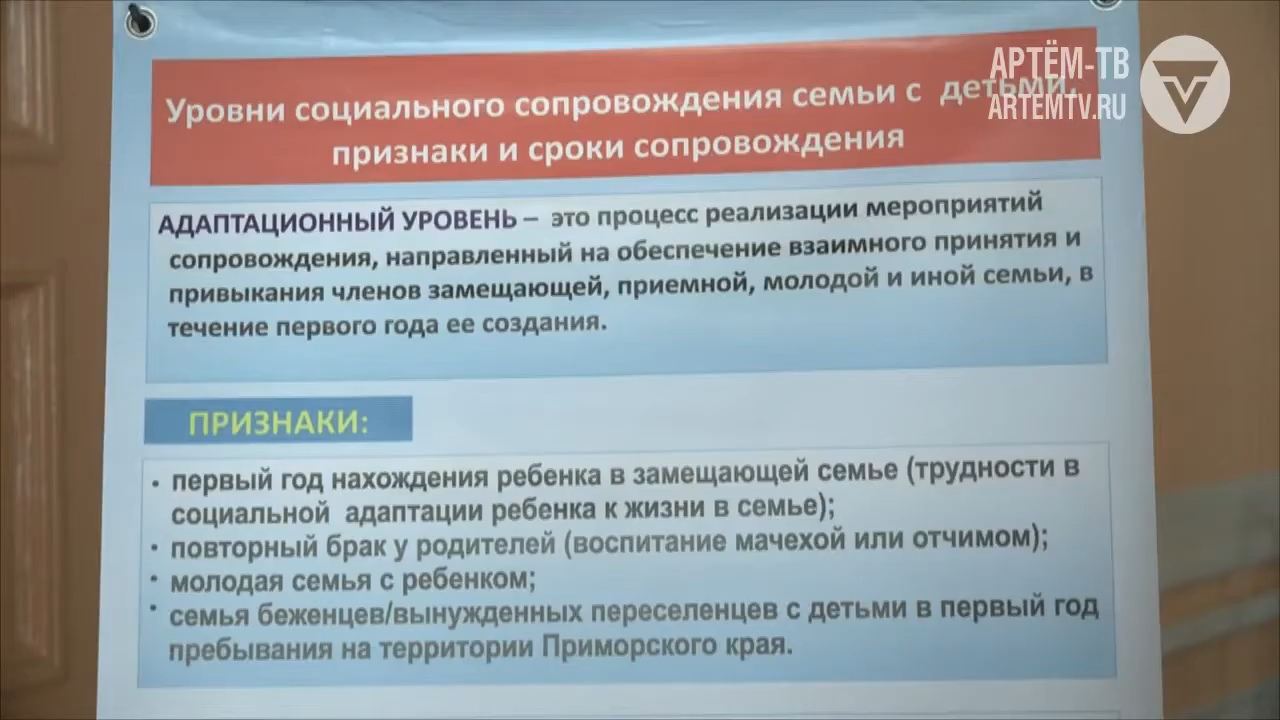 АРТЁМ-ТВ
ARTEMTV.RU
Уровни социального сопровождения семьи с детьми,
признаки и сроки сопровождения
АДАПТАЦИОННЫЙ УРОВЕНЬ – это процесс реализации мероприятий
сопровождения, направленный на обеспечение взаимного принятия и
привыкания членов замещающей, приемной, молодой и иной семьи, в
течение первого года ее создания.
ПРИЗНАКИ:
• первый год нахождения ребенка в замещающей семье (трудности в
социальной адаптации ребенка к жизни в семье);
• повторный брак у родителей (воспитание мачехой или отчимом);
• молодая семья с ребенком;
• семья беженцев/вынужденных переселенцев с детьми в первый год
пребывания на территории Приморского края.